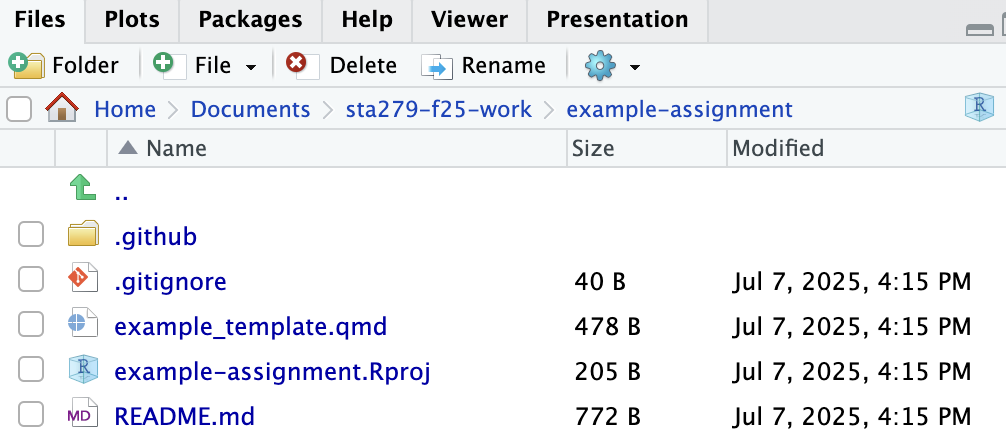 Files Plots Packages Help Viewer Presentation
Folder File Delete Rename
Home Documents sta279-f25-work example-assignment R
Name Size Modified
..
.github
.gitignore 40 B Jul 7, 2025, 4:15 PM
example_template.qmd 478 B Jul 7, 2025, 4:15 PM
R example-assignment.Rproj 205 B Jul 7, 2025, 4:15 PM
MD README.md 772 B Jul 7, 2025, 4:15 PM